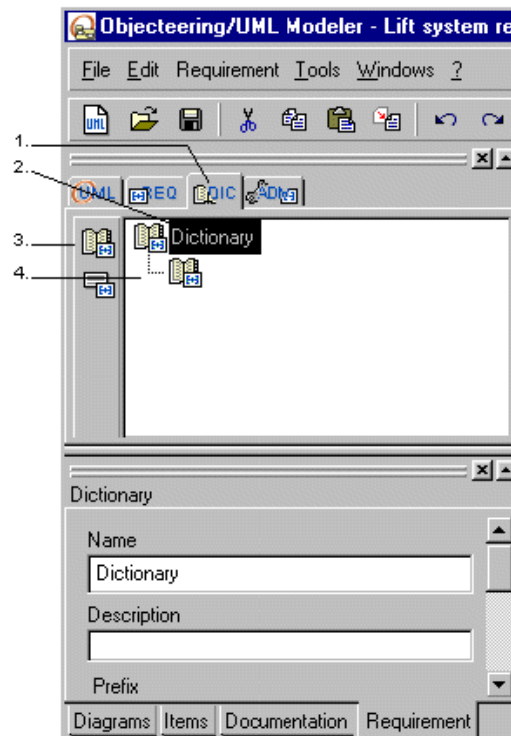 Objecteering/UML Modeler - Lift system re
File Edit Requirement Tools Windows ?
UML
1.
2.
UML REQ DIC ADM
3.
Dictionary
4.
Dictionary
Name
Dictionary
Description
Prefix
Diagrams Items Documentation Requirement